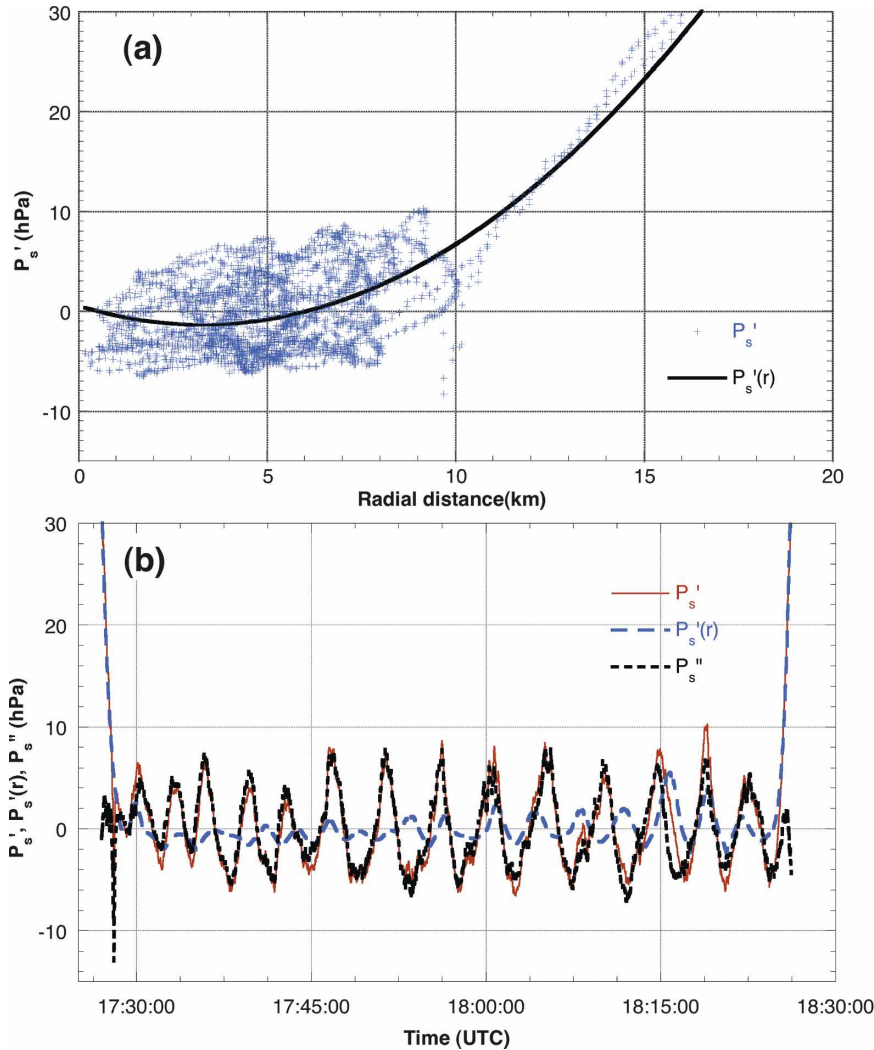 (a)
30
20
10
0
-10
P_s' (hPa)
P_s'
P_s'(r)
0 5 10 15 20
Radial distance(km)
(b)
30
20
10
0
-10
P_s', P_s'(r), P_s'' (hPa)
P_s'
P_s'(r)
P_s''
17:30:00 17:45:00 18:00:00 18:15:00 18:30:00
Time (UTC)